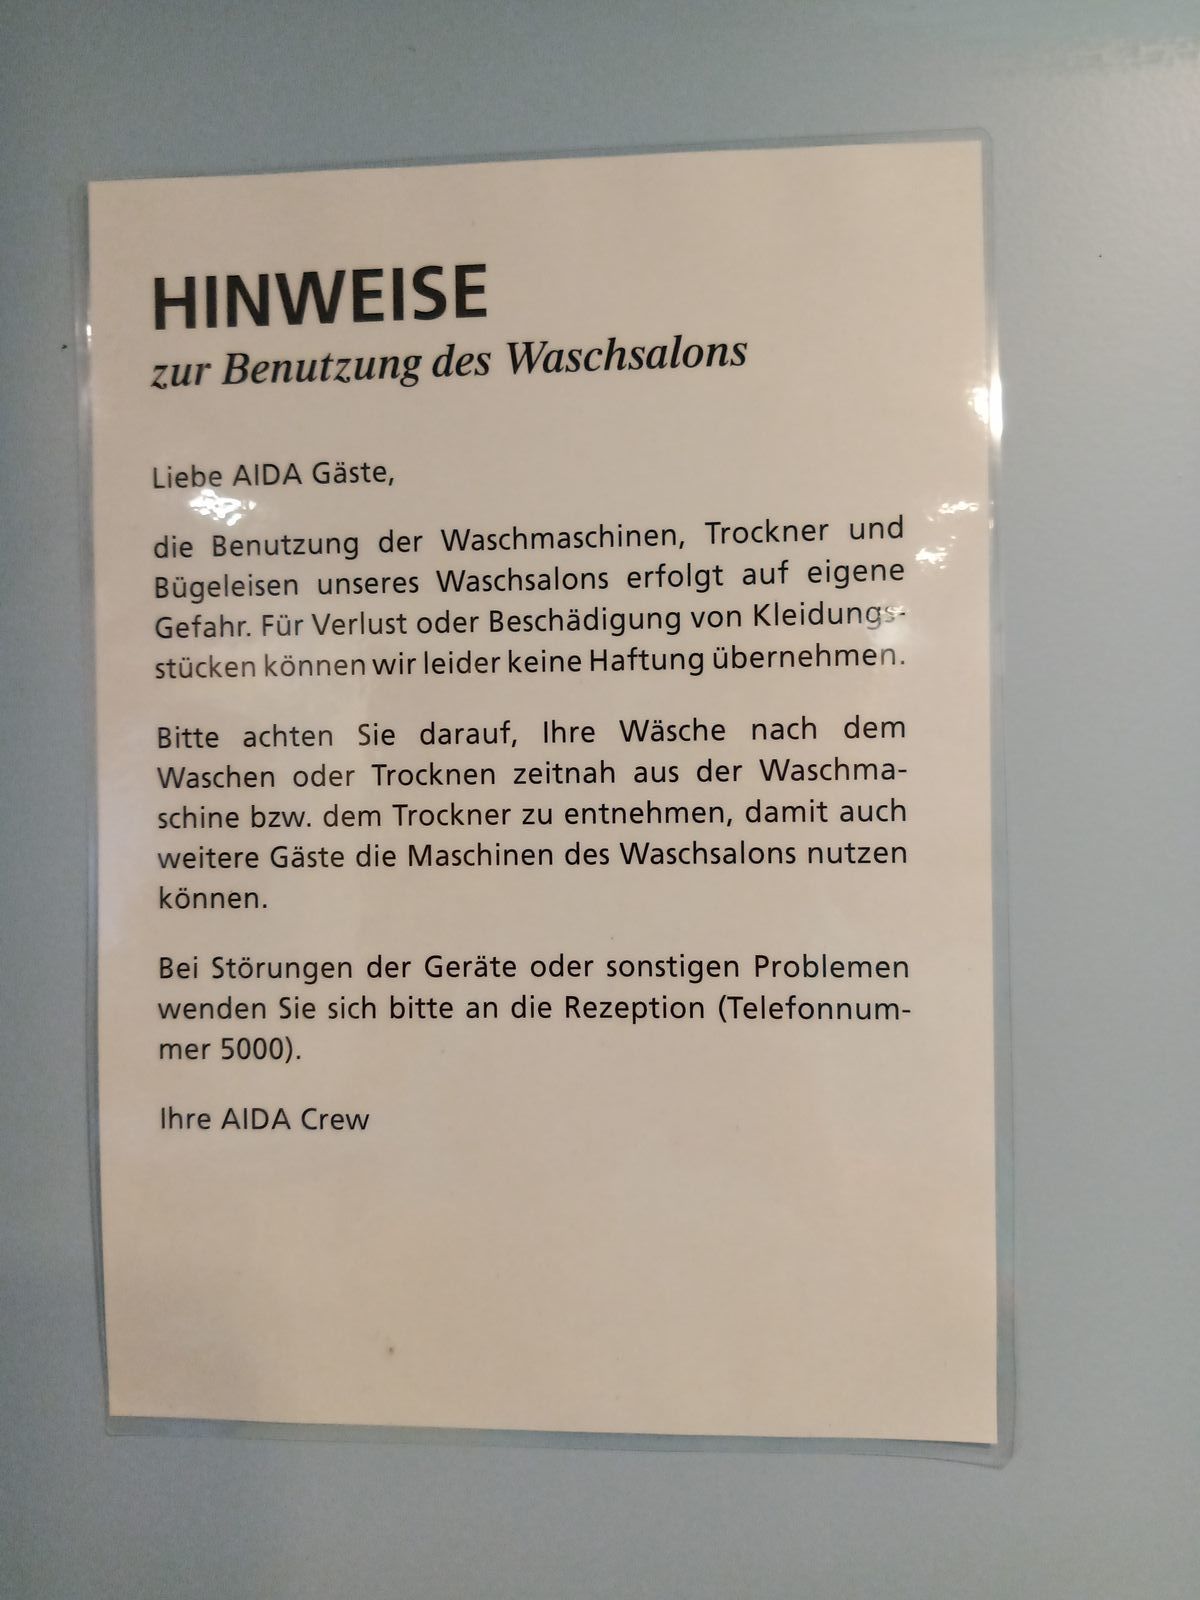 HINWEISE
zur Benutzung des Waschsalons
Liebe AIDA Gäste,
die Benutzung der Waschmaschinen, Trockner und
Bügeleisen unseres Waschsalons erfolgt auf eigene
Gefahr. Für Verlust oder Beschädigung von Kleidungs-
stücken können wir leider keine Haftung übernehmen.
Bitte achten Sie darauf, Ihre Wäsche nach dem
Waschen oder Trocknen zeitnah aus der Waschma-
schine bzw. dem Trockner zu entnehmen, damit auch
weitere Gäste die Maschinen des Waschsalons nutzen
können.
Bei Störungen der Geräte oder sonstigen Problemen
wenden Sie sich bitte an die Rezeption (Telefonnum-
mer 5000).
Ihre AIDA Crew